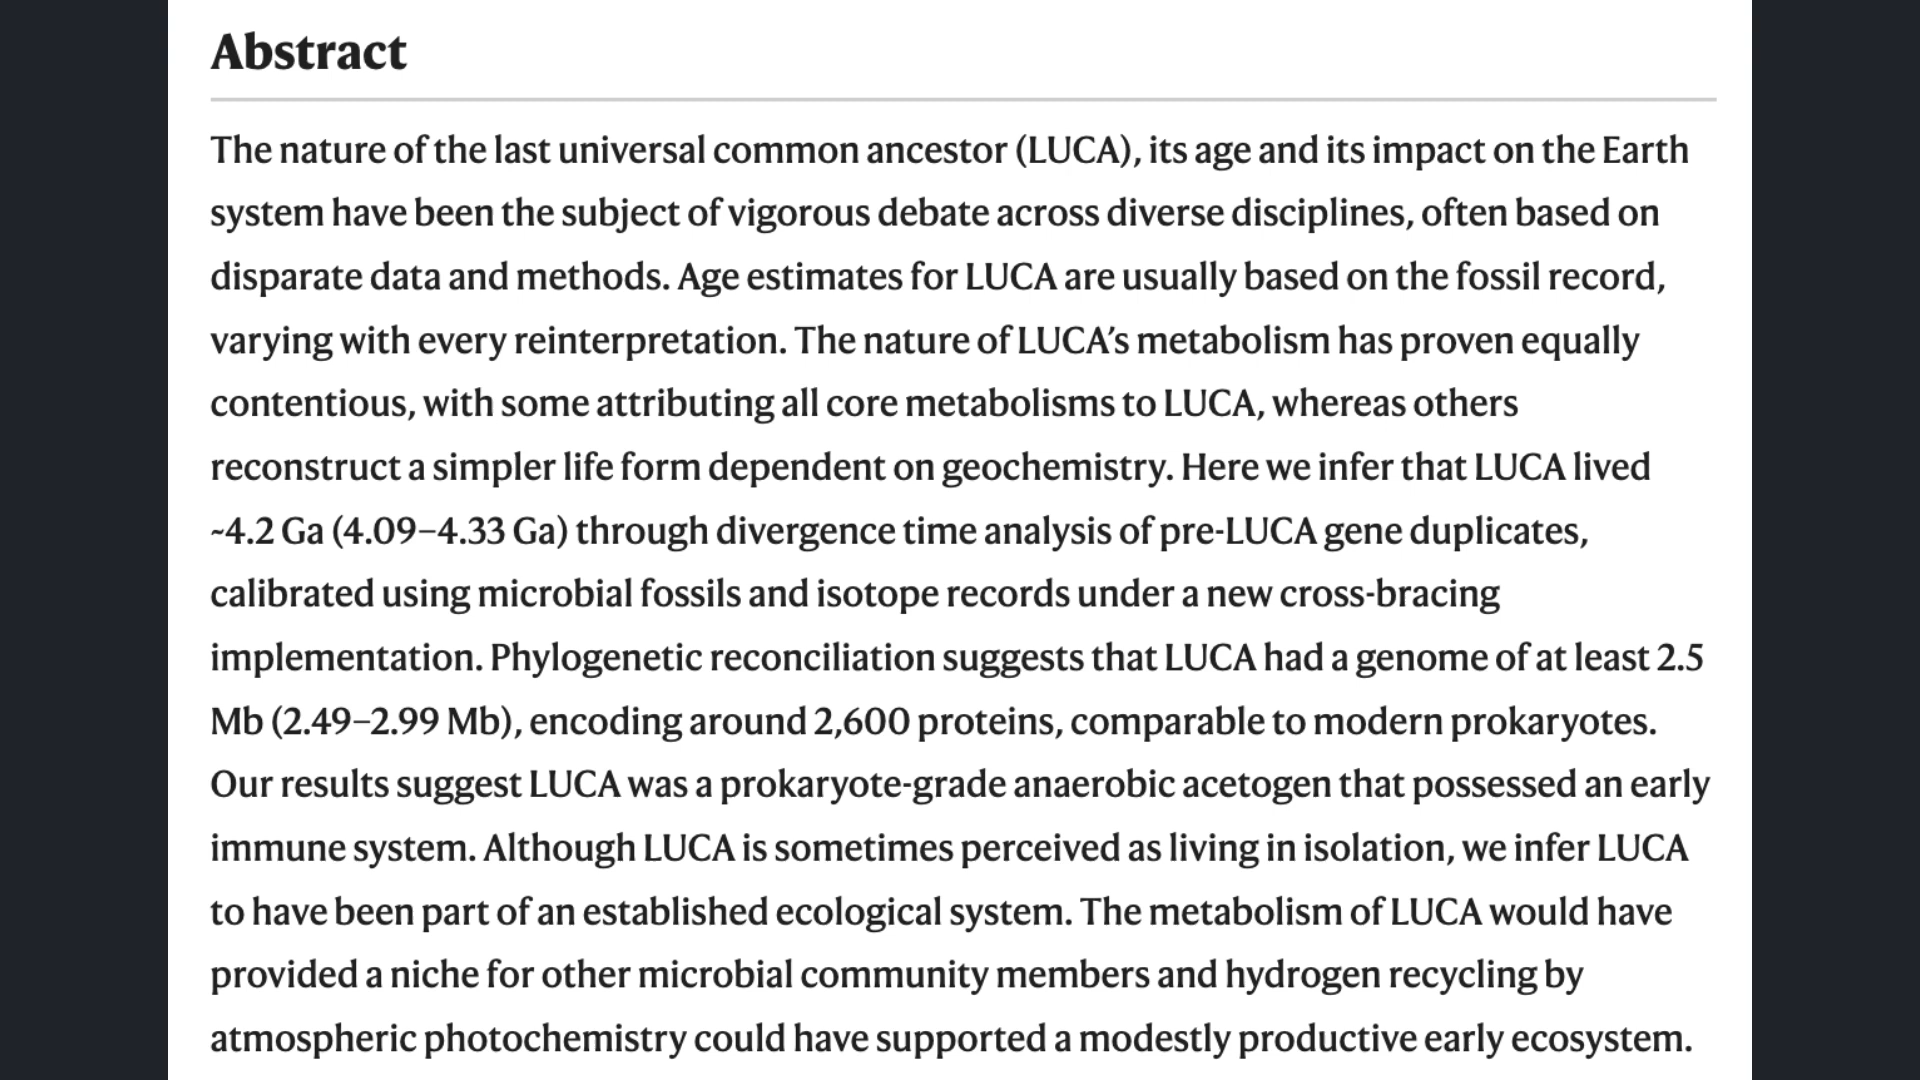 Abstract
The nature of the last universal common ancestor (LUCA), its age and its impact on the Earth
system have been the subject of vigorous debate across diverse disciplines, often based on
disparate data and methods. Age estimates for LUCA are usually based on the fossil record,
varying with every reinterpretation. The nature of LUCA’s metabolism has proven equally
contentious, with some attributing all core metabolisms to LUCA, whereas others
reconstruct a simpler life form dependent on geochemistry. Here we infer that LUCA lived
~4.2 Ga (4.09–4.33 Ga) through divergence time analysis of pre-LUCA gene duplicates,
calibrated using microbial fossils and isotope records under a new cross-bracing
implementation. Phylogenetic reconciliation suggests that LUCA had a genome of at least 2.5
Mb (2.49–2.99 Mb), encoding around 2,600 proteins, comparable to modern prokaryotes.
Our results suggest LUCA was a prokaryote-grade anaerobic acetogen that possessed an early
immune system. Although LUCA is sometimes perceived as living in isolation, we infer LUCA
to have been part of an established ecological system. The metabolism of LUCA would have
provided a niche for other microbial community members and hydrogen recycling by
atmospheric photochemistry could have supported a modestly productive early ecosystem.